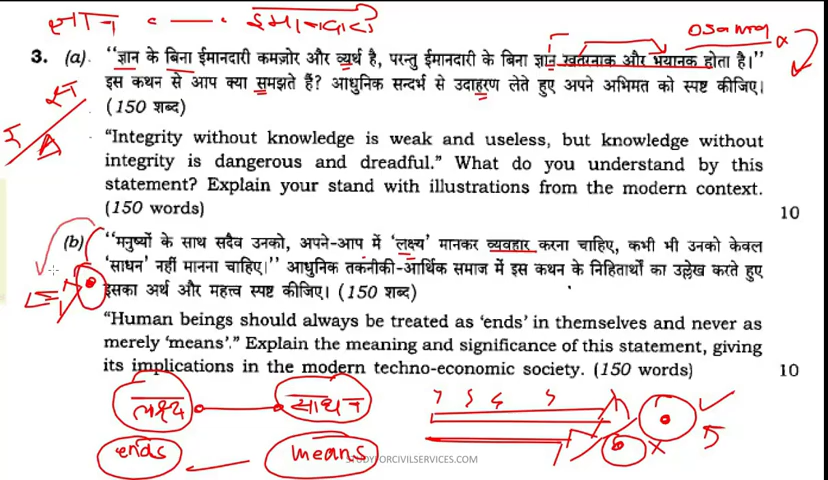 ज्ञान ईमानदारी
osama
3. (a) “ज्ञान के बिना ईमानदारी कमज़ोर और व्यर्थ है, परन्तु ईमानदारी के बिना ज्ञान खतरनाक और भयानक होता है।”
इस कथन से आप क्या समझते हैं? आधुनिक सन्दर्भ से उदाहरण लेते हुए अपने अभिमत को स्पष्ट कीजिए।
(150 शब्द)
“Integrity without knowledge is weak and useless, but knowledge without
integrity is dangerous and dreadful.” What do you understand by this
statement? Explain your stand with illustrations from the modern context.
(150 words) 10
(b) “मनुष्यों के साथ सदैव उनको, अपने-आप में ‘लक्ष्य’ मानकर व्यवहार करना चाहिए, कभी भी उनको केवल
‘साधन’ नहीं मानना चाहिए।” आधुनिक तकनीकी-आर्थिक समाज में इस कथन के निहितार्थों का उल्लेख करते हुए
इसका अर्थ और महत्त्व स्पष्ट कीजिए। (150 शब्द)
“Human beings should always be treated as ‘ends’ in themselves and never as
merely ‘means’.” Explain the meaning and significance of this statement, giving
its implications in the modern techno-economic society. (150 words) 10
लक्ष्य साधन
ends means
STUDYFORCIVILSERVICES.COM